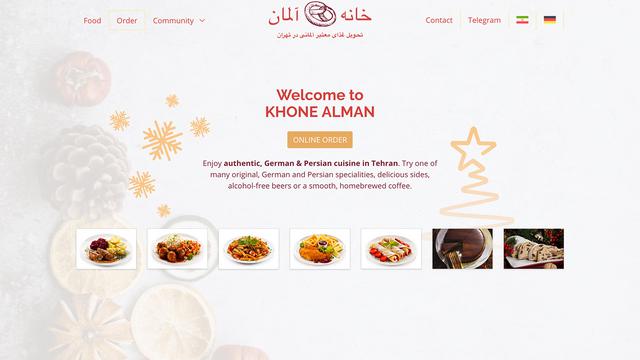 Food Order Community Contact Telegram
خانه آلمان
تحویل غذای معتبر آلمانی در تهران
Welcome to
KHONE ALMAN
ONLINE ORDER
Enjoy authentic, German & Persian cuisine in Tehran. Try one of
many original, German and Persian specialities, delicious sides,
alcohol-free beers or a smooth, homebrewed coffee.